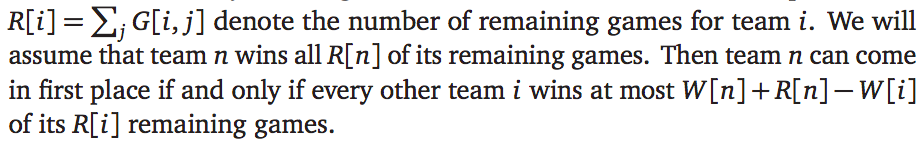 R[i] = ∑ⱼ G[i, j] denote the number of remaining games for team i. We will
assume that team n wins all R[n] of its remaining games. Then team n can come
in first place if and only if every other team i wins at most W[n]+R[n]−W[i]
of its R[i] remaining games.